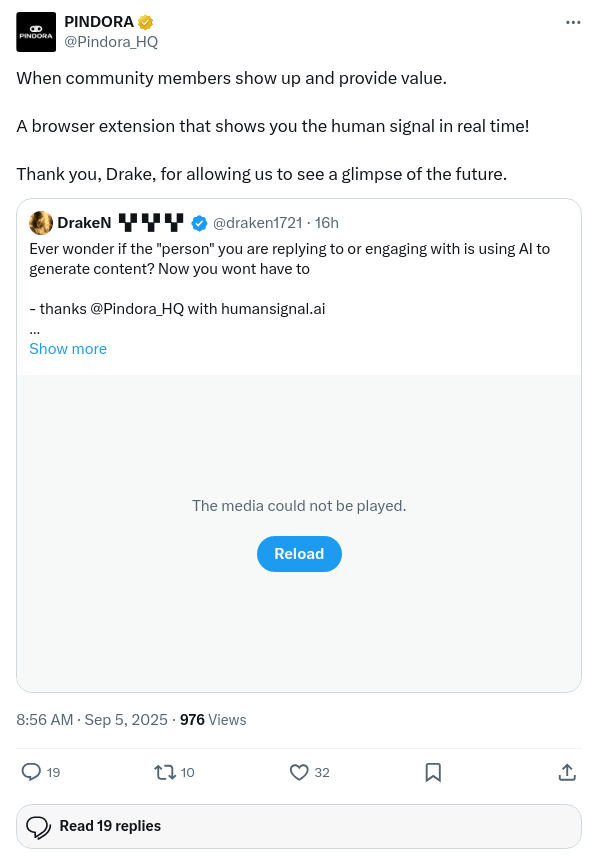 PINDORA
PINDORA
@Pindora_HQ
When community members show up and provide value.
A browser extension that shows you the human signal in real time!
Thank you, Drake, for allowing us to see a glimpse of the future.
DrakeN @draken1721 · 16h
Ever wonder if the "person" you are replying to or engaging with is using AI to
generate content? Now you wont have to
- thanks @Pindora_HQ with humansignal.ai
...
Show more
The media could not be played.
Reload
8:56 AM · Sep 5, 2025 · 976 Views
19 10 32
Read 19 replies